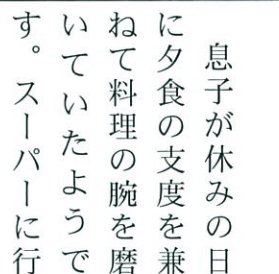 息子が休みの日
に夕食の支度を兼
ねて料理の腕を磨
いていたようで
す。スーパーに行